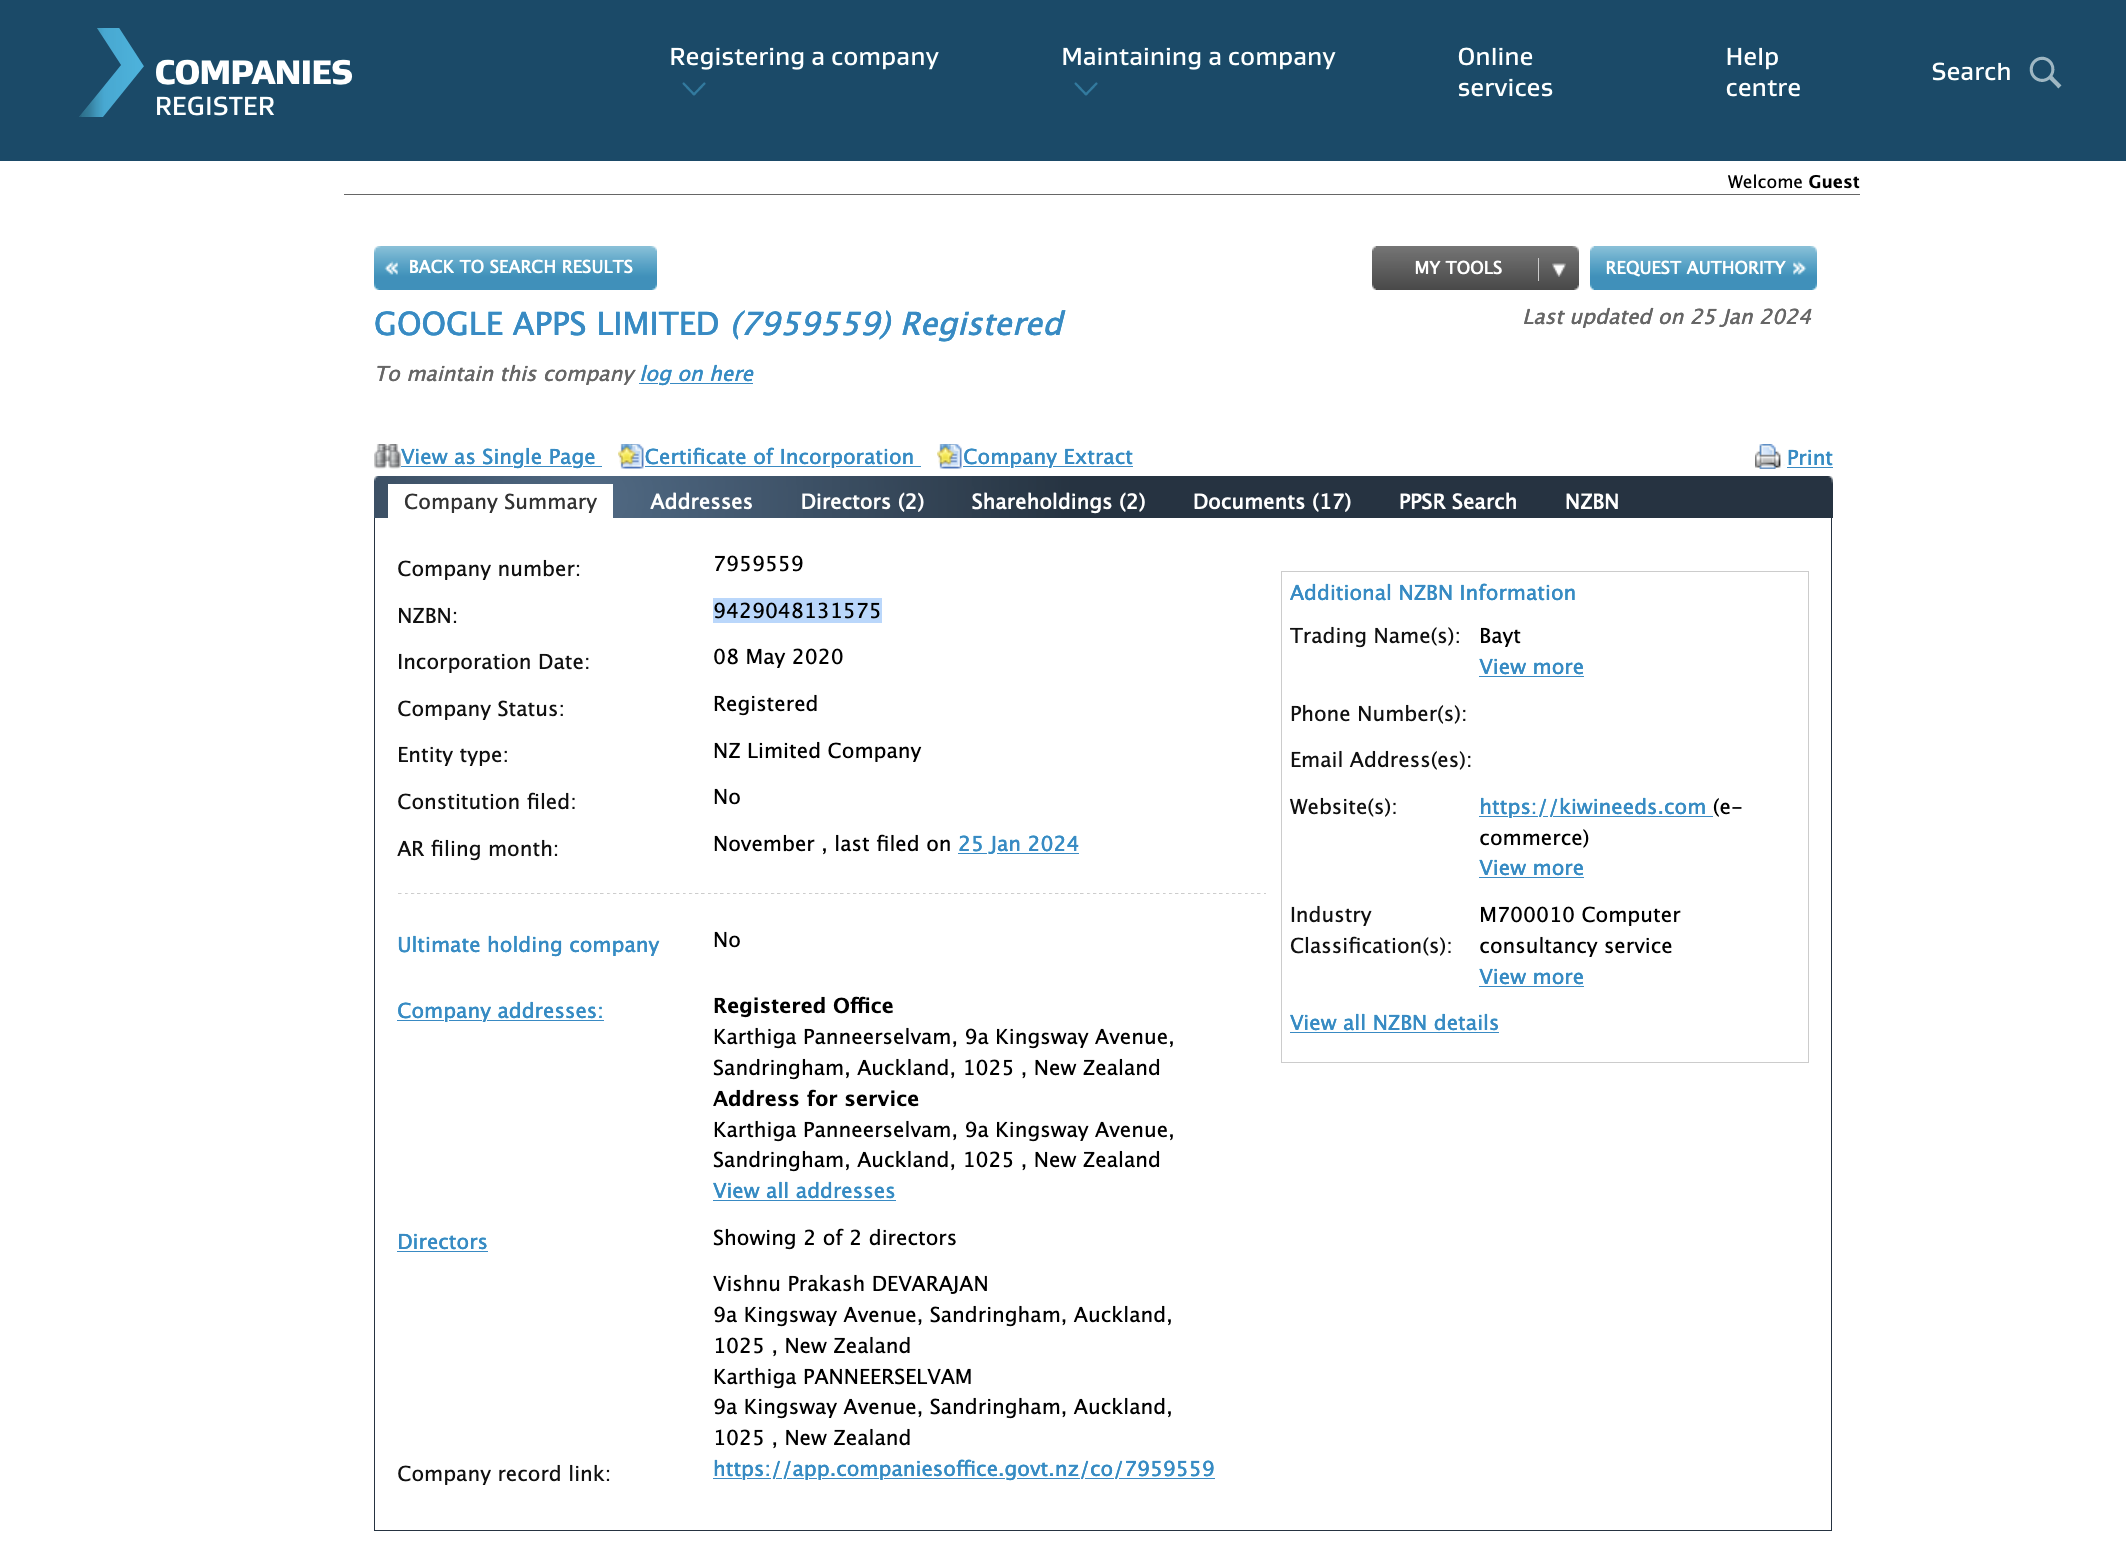 COMPANIES
REGISTER
Registering a company
Maintaining a company
Online
services
Help
centre
Search
Welcome Guest
« BACK TO SEARCH RESULTS
MY TOOLS
REQUEST AUTHORITY »
GOOGLE APPS LIMITED (7959559) Registered
Last updated on 25 Jan 2024
To maintain this company log on here
View as Single Page Certificate of Incorporation Company Extract
Print
Company Summary Addresses Directors (2) Shareholdings (2) Documents (17) PPSR Search NZBN
Company number: 7959559
NZBN: 9429048131575
Incorporation Date: 08 May 2020
Company Status: Registered
Entity type: NZ Limited Company
Constitution filed: No
AR filing month: November , last filed on 25 Jan 2024
Ultimate holding company No
Company addresses: Registered Office
Karthiga Panneerselvam, 9a Kingsway Avenue,
Sandringham, Auckland, 1025 , New Zealand
Address for service
Karthiga Panneerselvam, 9a Kingsway Avenue,
Sandringham, Auckland, 1025 , New Zealand
View all addresses
Directors Showing 2 of 2 directors
Vishnu Prakash DEVARAJAN
9a Kingsway Avenue, Sandringham, Auckland,
1025 , New Zealand
Karthiga PANNEERSELVAM
9a Kingsway Avenue, Sandringham, Auckland,
1025 , New Zealand
Company record link: https://app.companiesoffice.govt.nz/co/7959559
Additional NZBN Information
Trading Name(s): Bayt
View more
Phone Number(s):
Email Address(es):
Website(s): https://kiwineeds.com (e-
commerce)
View more
Industry M700010 Computer
Classification(s): consultancy service
View more
View all NZBN details